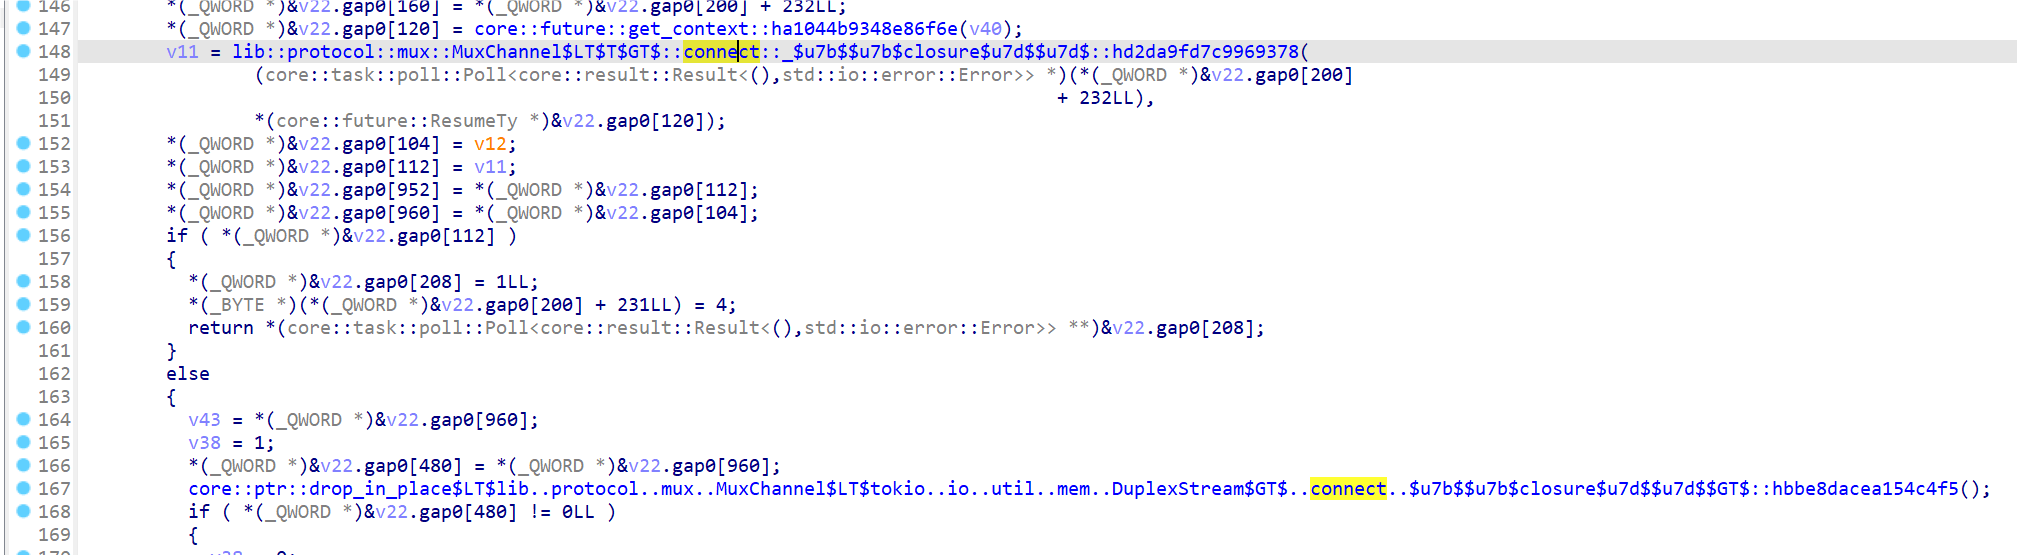 146 *(_QWORD *)&v22.gap0[160] = *(_QWORD *)&v22.gap0[200] + 232LL;
147 *(_QWORD *)&v22.gap0[120] = core::future::get_context::ha1044b9348e86f6e(v40);
148 v11 = lib::protocol::mux::MuxChannel$LT$T$GT$::connect::_$u7b$$u7b$closure$u7d$$u7d$::hd2da9fd7c9969378(
149 (core::task::poll::Poll<core::result::Result<(),std::io::error::Error>> *)(*(_QWORD *)&v22.gap0[200]
150 + 232LL),
151 *(core::future::ResumeTy *)&v22.gap0[120]);
152 *(_QWORD *)&v22.gap0[104] = v12;
153 *(_QWORD *)&v22.gap0[112] = v11;
154 *(_QWORD *)&v22.gap0[952] = *(_QWORD *)&v22.gap0[112];
155 *(_QWORD *)&v22.gap0[960] = *(_QWORD *)&v22.gap0[104];
156 if ( *(_QWORD *)&v22.gap0[112] )
157 {
158 *(_QWORD *)&v22.gap0[208] = 1LL;
159 *(_BYTE *)(*(_QWORD *)&v22.gap0[200] + 231LL) = 4;
160 return *(core::task::poll::Poll<core::result::Result<(),std::io::error::Error>> **)&v22.gap0[208];
161 }
162 else
163 {
164 v43 = *(_QWORD *)&v22.gap0[960];
165 v38 = 1;
166 *(_QWORD *)&v22.gap0[480] = *(_QWORD *)&v22.gap0[960];
167 core::ptr::drop_in_place$LT$lib..protocol..mux..MuxChannel$LT$tokio..io..util..mem..DuplexStream$GT$..connect..$u7b$$u7b$closure$u7d$$u7d$$GT$::hbbe8dacea154c4f5();
168 if ( *(_QWORD *)&v22.gap0[480] != 0LL )
169 {